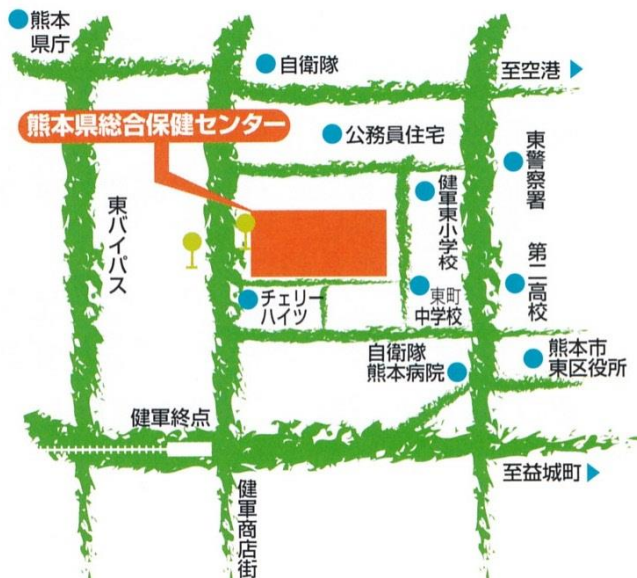 熊本
県庁
自衛隊
至空港
熊本県総合保健センター
公務員住宅
東警察署
健軍東小学校
東バイパス
第二高校
チェリー
ハイツ
東町
中学校
自衛隊
熊本病院
熊本市
東区役所
健軍終点
至益城町
健軍商店街